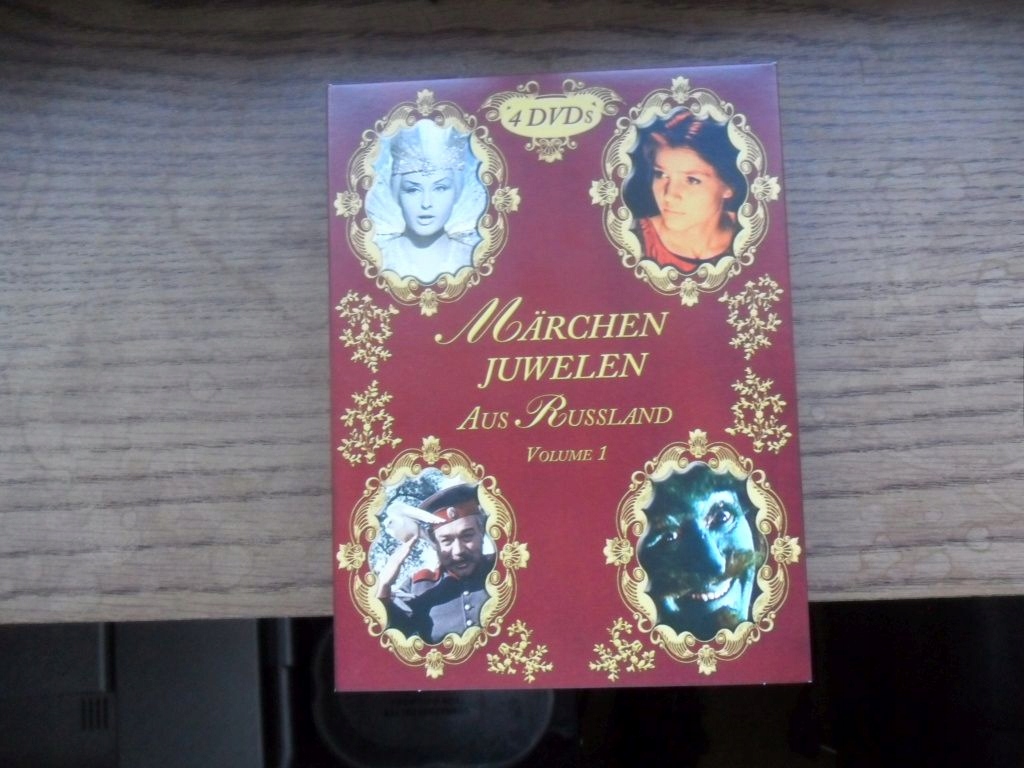 4 DVDs
MÄRCHEN
JUWELEN
AUS RUSSLAND
VOLUME 1